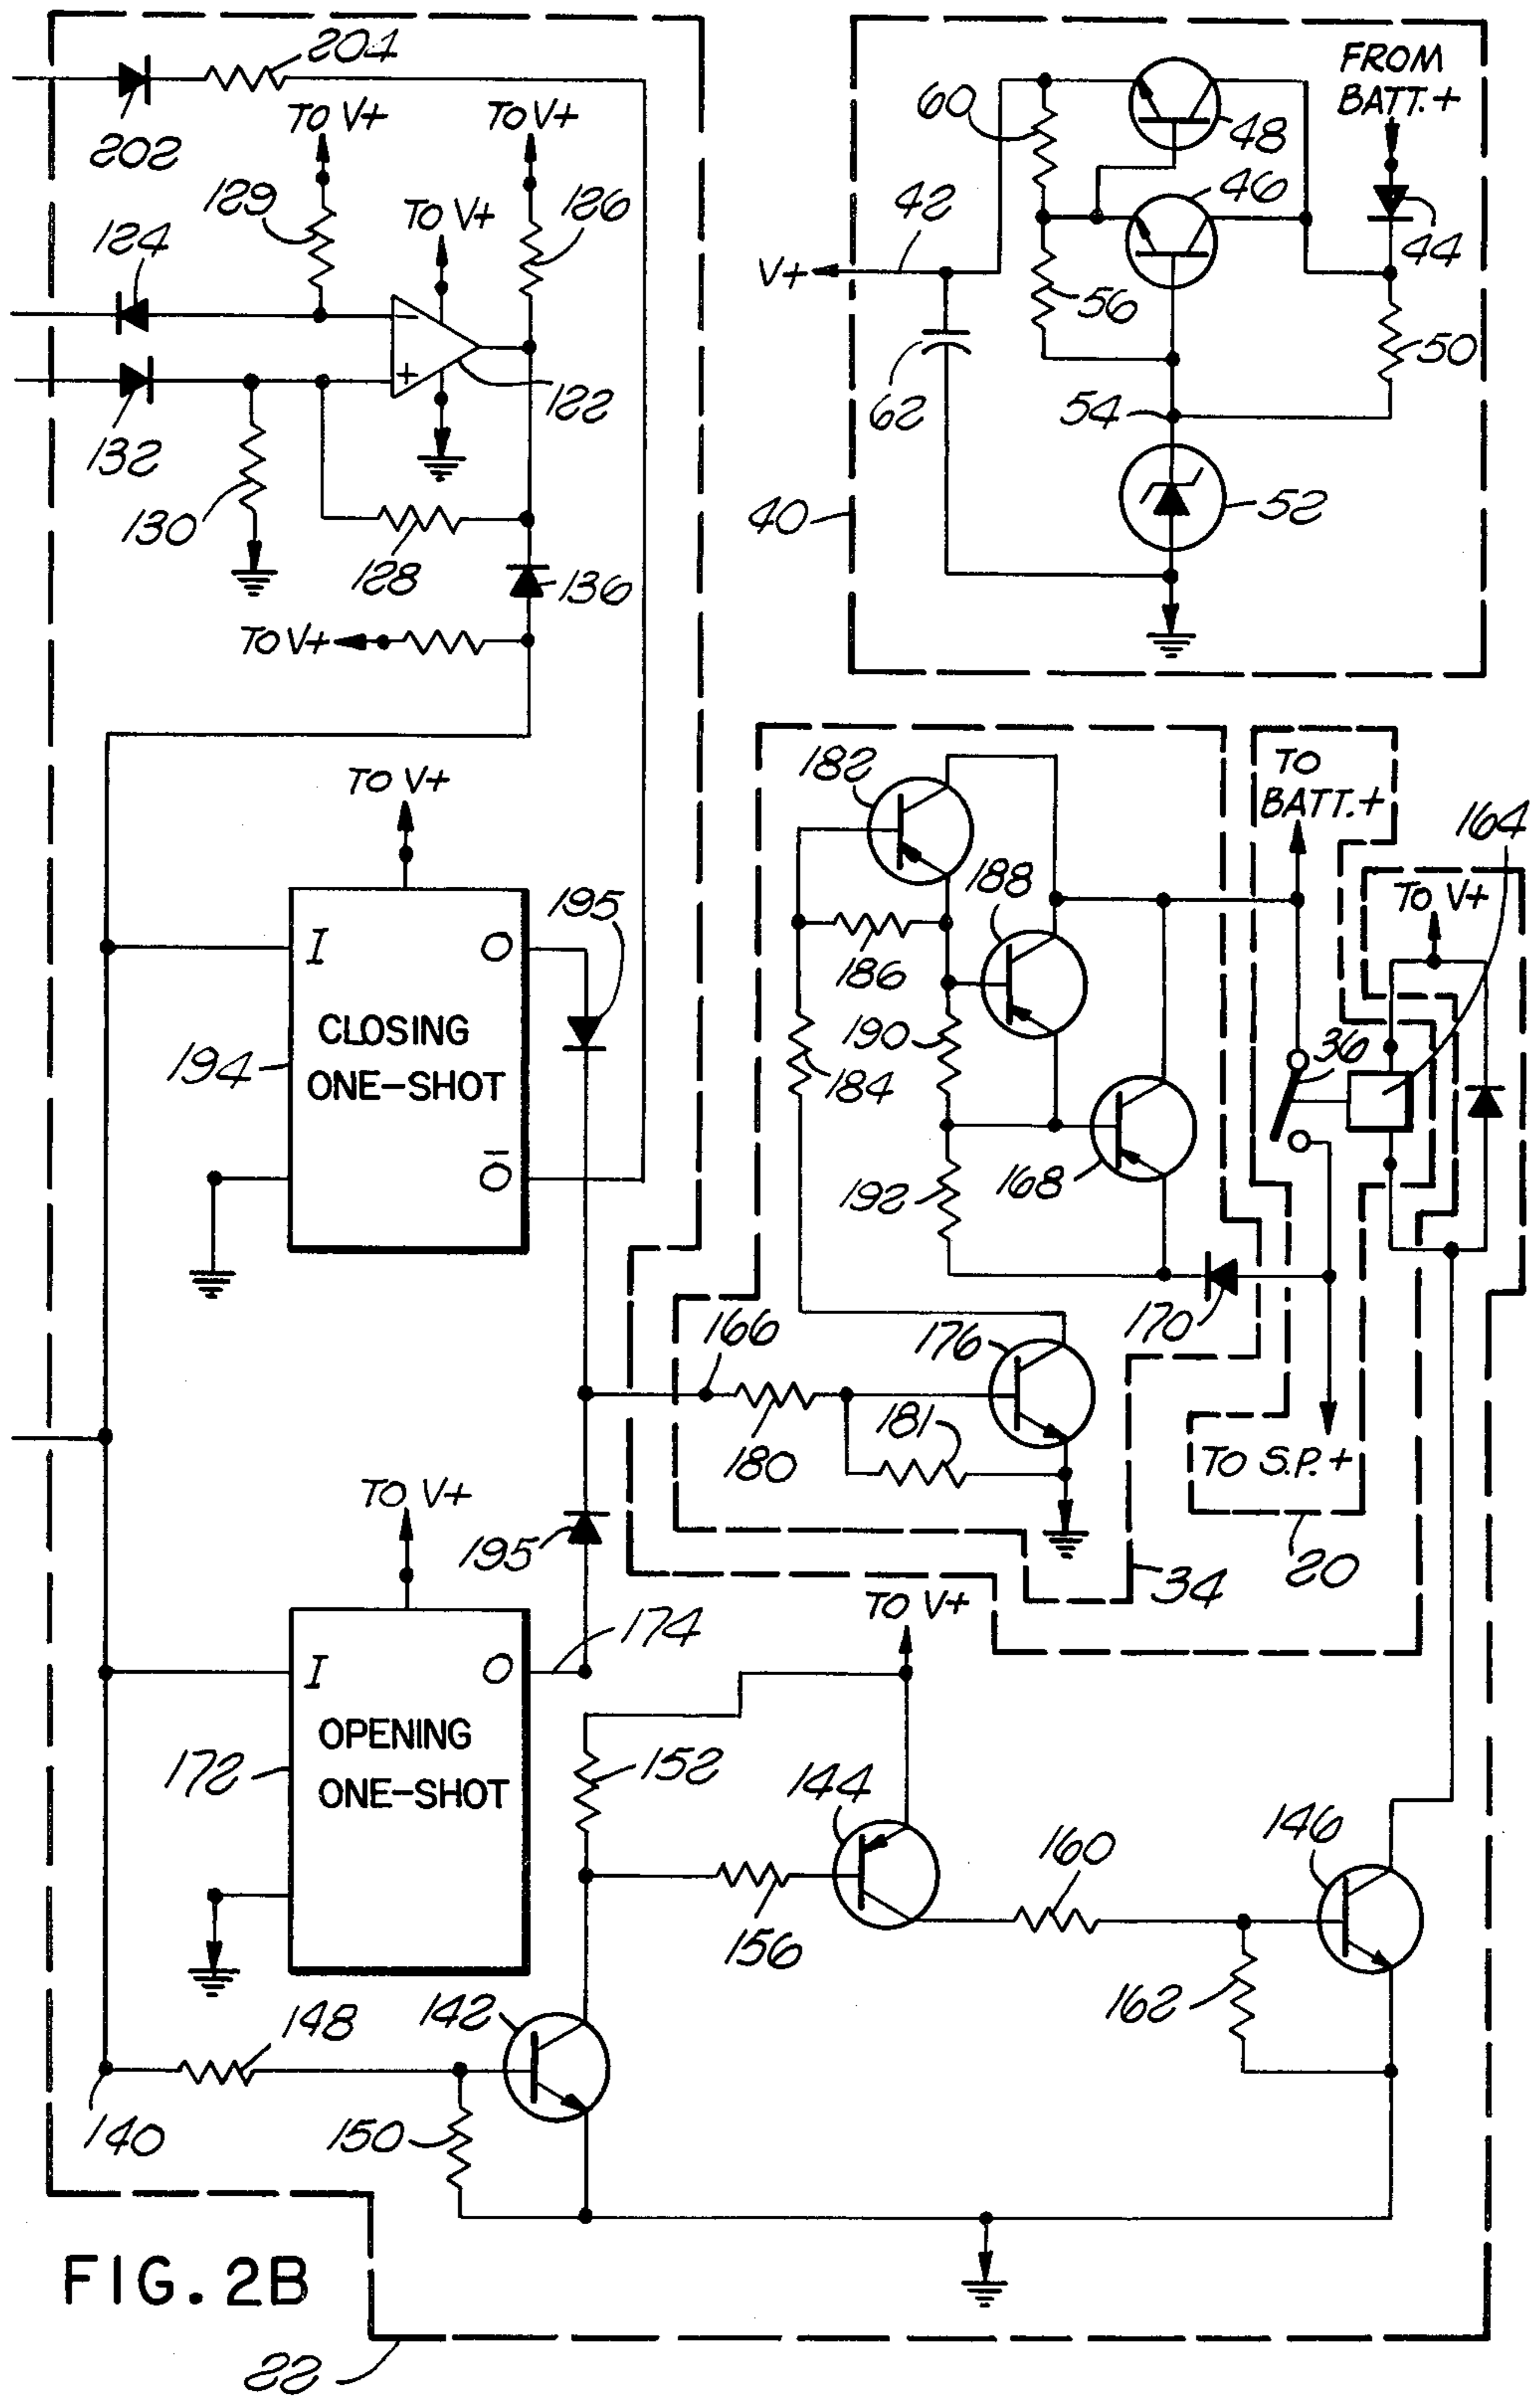 204
FROM
BATT.+
202
TO V+
TO V+
60
48
129
126
46
TO V+
42
124
44
V+
56
-
50
+
62
122
54
132
130
40
52
128
136
TO V+
182
TO
BATT.+
TO V+
164
188
195
TO V+
I
O
186
CLOSING
190
36
194
ONE-SHOT
184
O̅
192
168
166
176
170
181
180
TO S.P.+
TO V+
195
20
34
TO V+
174
I
O
OPENING
152
172
144
ONE-SHOT
160
146
156
162
148
142
140
150
FIG. 2B
22